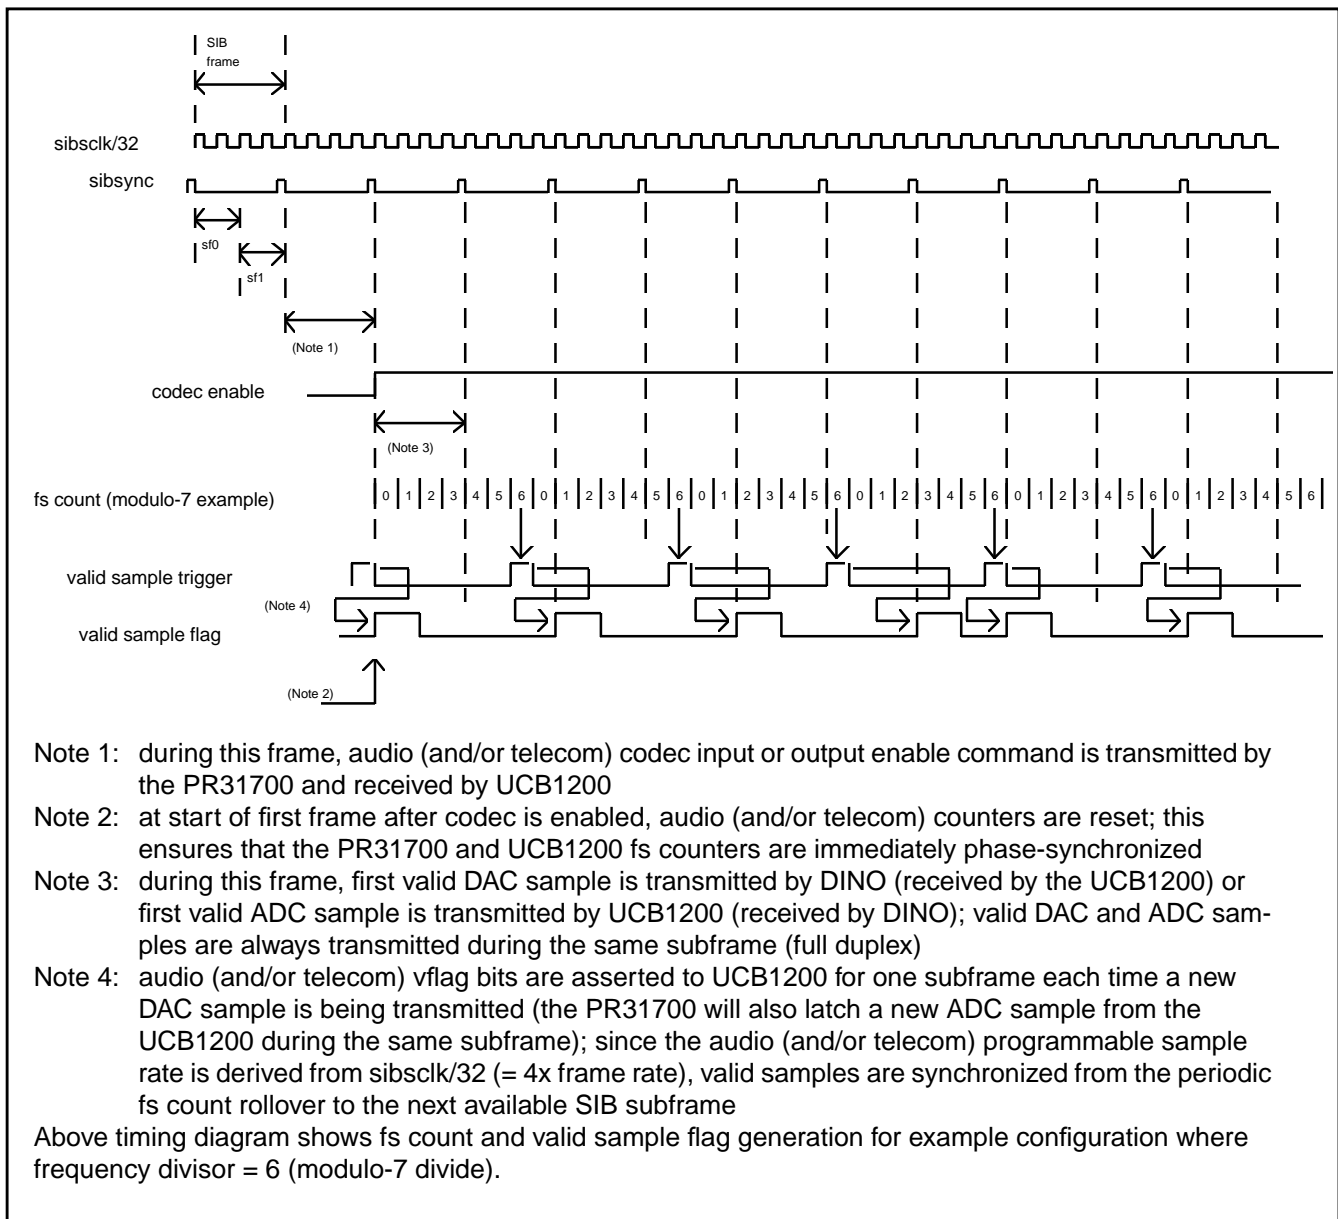 SIB
frame
sibsclk/32
sibsync
sf0
sf1
(Note 1)
codec enable
(Note 3)
fs count (modulo-7 example)
0 1 2 3 4 5 6 0 1 2 3 4 5 6 0 1 2 3 4 5 6 0 1 2 3 4 5 6 0 1 2 3 4 5 6 0 1 2 3 4 5 6
valid sample trigger
(Note 4)
valid sample flag
(Note 2)
Note 1: during this frame, audio (and/or telecom) codec input or output enable command is transmitted by
the PR31700 and received by UCB1200
Note 2: at start of first frame after codec is enabled, audio (and/or telecom) counters are reset; this
ensures that the PR31700 and UCB1200 fs counters are immediately phase-synchronized
Note 3: during this frame, first valid DAC sample is transmitted by DINO (received by the UCB1200) or
first valid ADC sample is transmitted by UCB1200 (received by DINO); valid DAC and ADC sam-
ples are always transmitted during the same subframe (full duplex)
Note 4: audio (and/or telecom) vflag bits are asserted to UCB1200 for one subframe each time a new
DAC sample is being transmitted (the PR31700 will also latch a new ADC sample from the
UCB1200 during the same subframe); since the audio (and/or telecom) programmable sample
rate is derived from sibsclk/32 (= 4x frame rate), valid samples are synchronized from the periodic
fs count rollover to the next available SIB subframe
Above timing diagram shows fs count and valid sample flag generation for example configuration where
frequency divisor = 6 (modulo-7 divide).